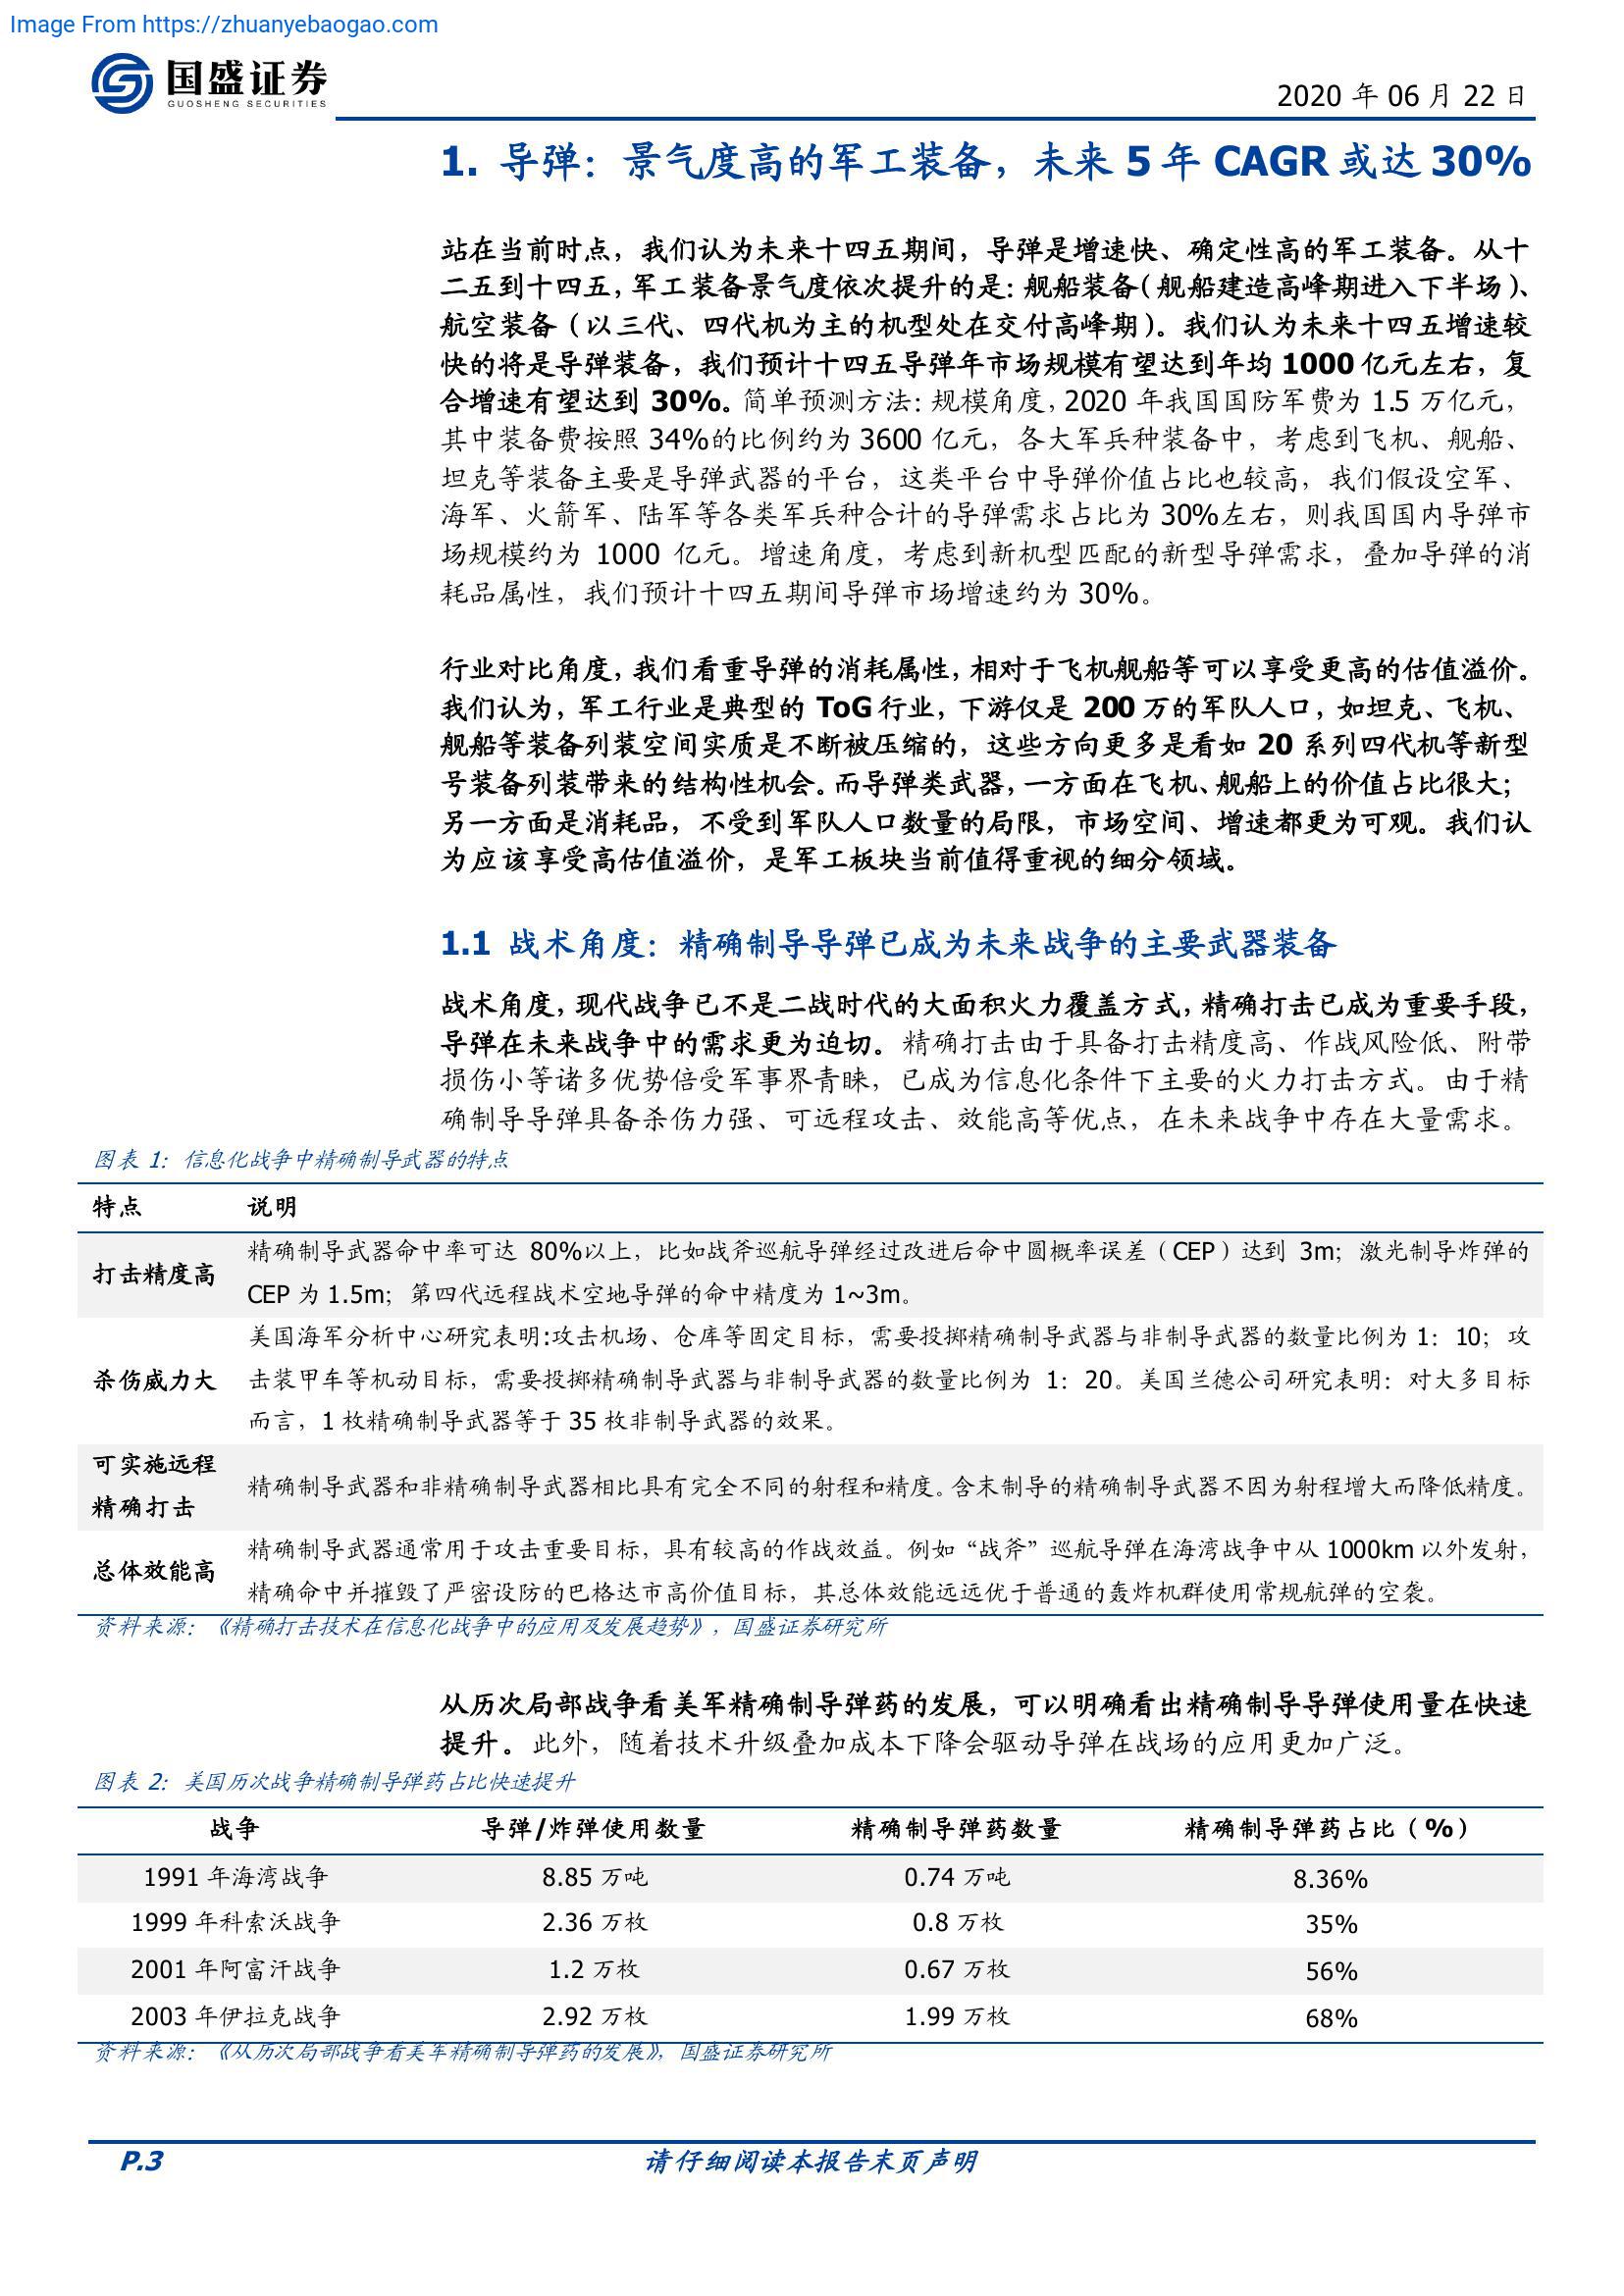 Image From https://zhuanyebaogao.com
国盛证券
GUOSHENG SECURITIES
2020 年 06 月 22 日
1. 导弹：景气度高的军工装备，未来 5 年 CAGR 或达 30%
站在当前时点，我们认为未来十四五期间，导弹是增速快、确定性高的军工装备。从十
二五到十四五，军工装备景气度依次提升的是：舰船装备（舰船建造高峰期进入下半场）、
航空装备（以三代、四代机为主的机型处在交付高峰期）。我们认为未来十四五增速较
快的将是导弹装备，我们预计十四五导弹年市场规模有望达到年均 1000 亿元左右，复
合增速有望达到 30%。简单预测方法：规模角度，2020 年我国国防军费为 1.5 万亿元，
其中装备费按照 34%的比例约为 3600 亿元，各大军兵种装备中，考虑到飞机、舰船、
坦克等装备主要是导弹武器的平台，这类平台中导弹价值占比也较高，我们假设空军、
海军、火箭军、陆军等各类军兵种合计的导弹需求占比为 30%左右，则我国国内导弹市
场规模约为 1000 亿元。增速角度，考虑到新机型匹配的新型导弹需求，叠加导弹的消
耗品属性，我们预计十四五期间导弹市场增速约为 30%。
行业对比角度，我们看重导弹的消耗属性，相对于飞机舰船等可以享受更高的估值溢价。
我们认为，军工行业是典型的 ToG 行业，下游仅是 200 万的军队人口，如坦克、飞机、
舰船等装备列装空间实质是不断被压缩的，这些方向更多是看如 20 系列四代机等新型
号装备列装带来的结构性机会。而导弹类武器，一方面在飞机、舰船上的价值占比很大；
另一方面是消耗品，不受到军队人口数量的局限，市场空间、增速都更为可观。我们认
为应该享受高估值溢价，是军工板块当前值得重视的细分领域。
1.1 战术角度：精确制导导弹已成为未来战争的主要武器装备
战术角度，现代战争已不是二战时代的大面积火力覆盖方式，精确打击已成为重要手段，
导弹在未来战争中的需求更为迫切。精确打击由于具备打击精度高、作战风险低、附带
损伤小等诸多优势倍受军事界青睐，已成为信息化条件下主要的火力打击方式。由于精
确制导导弹具备杀伤力强、可远程攻击、效能高等优点，在未来战争中存在大量需求。
图表 1：信息化战争中精确制导武器的特点
特点 说明
打击精度高 精确制导武器命中率可达 80%以上，比如战斧巡航导弹经过改进后命中圆概率误差（CEP）达到 3m；激光制导炸弹的
CEP 为 1.5m；第四代远程战术空地导弹的命中精度为 1~3m。
美国海军分析中心研究表明:攻击机场、仓库等固定目标，需要投掷精确制导武器与非制导武器的数量比例为 1：10；攻
杀伤威力大 击装甲车等机动目标，需要投掷精确制导武器与非制导武器的数量比例为 1：20。美国兰德公司研究表明：对大多目标
而言，1 枚精确制导武器等于 35 枚非制导武器的效果。
可实施远程
精确打击
精确制导武器和非精确制导武器相比具有完全不同的射程和精度。含末制导的精确制导武器不因为射程增大而降低精度。
总体效能高 精确制导武器通常用于攻击重要目标，具有较高的作战效益。例如“战斧”巡航导弹在海湾战争中从 1000km 以外发射，
精确命中并摧毁了严密设防的巴格达市高价值目标，其总体效能远远优于普通的轰炸机群使用常规航弹的空袭。
资料来源：《精确打击技术在信息化战争中的应用及发展趋势》，国盛证券研究所
从历次局部战争看美军精确制导弹药的发展，可以明确看出精确制导导弹使用量在快速
提升。此外，随着技术升级叠加成本下降会驱动导弹在战场的应用更加广泛。
图表 2：美国历次战争精确制导弹药占比快速提升
战争 导弹/炸弹使用数量 精确制导弹药数量 精确制导弹药占比（%）
1991 年海湾战争 8.85 万吨 0.74 万吨 8.36%
1999 年科索沃战争 2.36 万枚 0.8 万枚 35%
2001 年阿富汗战争 1.2 万枚 0.67 万枚 56%
2003 年伊拉克战争 2.92 万枚 1.99 万枚 68%
资料来源：《从历次局部战争看美军精确制导弹药的发展》，国盛证券研究所
P.3 请仔细阅读本报告末页声明